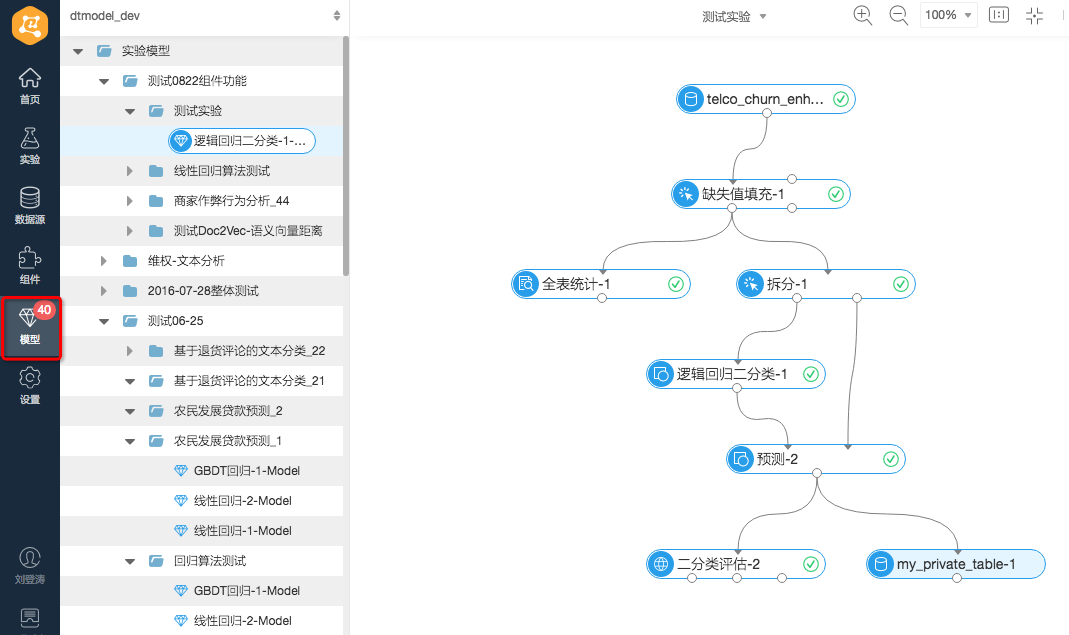 dtmodel_dev
测试实验
100%
首页
实验
数据源
组件
40
模型
设置
刘登涛
实验模型
测试0822组件功能
测试实验
逻辑回归二分类-1-...
线性回归算法测试
商家作弊行为分析_44
测试Doc2Vec-语义向量距离
维权-文本分析
2016-07-28整体测试
测试06-25
基于退货评论的文本分类_22
基于退货评论的文本分类_21
农民发展贷款预测_2
农民发展贷款预测_1
GBDT回归-1-Model
线性回归-2-Model
线性回归-1-Model
回归算法测试
GBDT回归-1-Model
线性回归-2-Model
telco_churn_enh...
缺失值填充-1
全表统计-1
拆分-1
逻辑回归二分类-1
预测-2
二分类评估-2
my_private_table-1